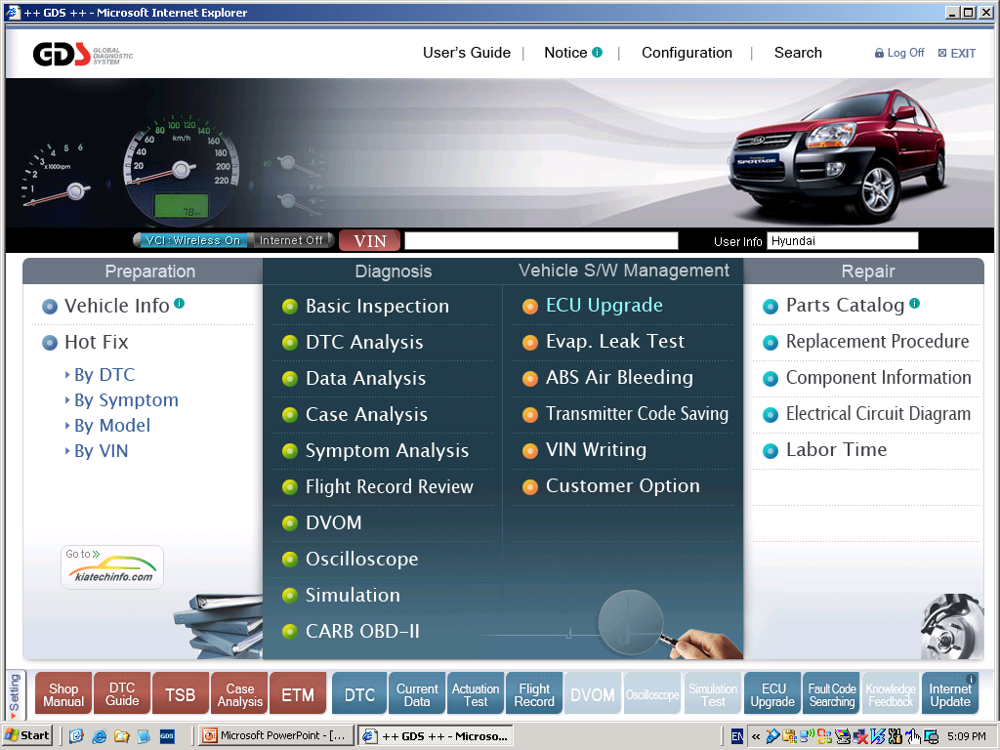 ++ GDS ++ - Microsoft Internet Explorer
GDS GLOBAL DIAGNOSTIC SYSTEM
User's Guide | Notice i | Configuration | Search
Log Off EXIT
1 2 3 4 5 6
x1000rpm
20 40 60 80 100 120 140 160 180 200 220
km/h
78 km
SPORTAGE
VCI : Wireless On Internet Off VIN User Info Hyundai
Preparation
Vehicle Info i
Hot Fix
By DTC
By Symptom
By Model
By VIN
Go to »
kiatechinfo.com
Diagnosis
Basic Inspection
DTC Analysis
Data Analysis
Case Analysis
Symptom Analysis
Flight Record Review
DVOM
Oscilloscope
Simulation
CARB OBD-II
Vehicle S/W Management
ECU Upgrade
Evap. Leak Test
ABS Air Bleeding
Transmitter Code Saving
VIN Writing
Customer Option
Repair
Parts Catalog i
Replacement Procedure
Component Information
Electrical Circuit Diagram
Labor Time
Setting
Shop Manual
DTC Guide
TSB
Case Analysis
ETM
DTC
Current Data
Actuation Test
Flight Record
DVOM
Oscilloscope
Simulation Test
ECU Upgrade
Fault Code Searching
Knowledge Feedback
Internet Update i
Start GDS Microsoft PowerPoint - [... ++ GDS ++ - Microso... EN « 5:09 PM